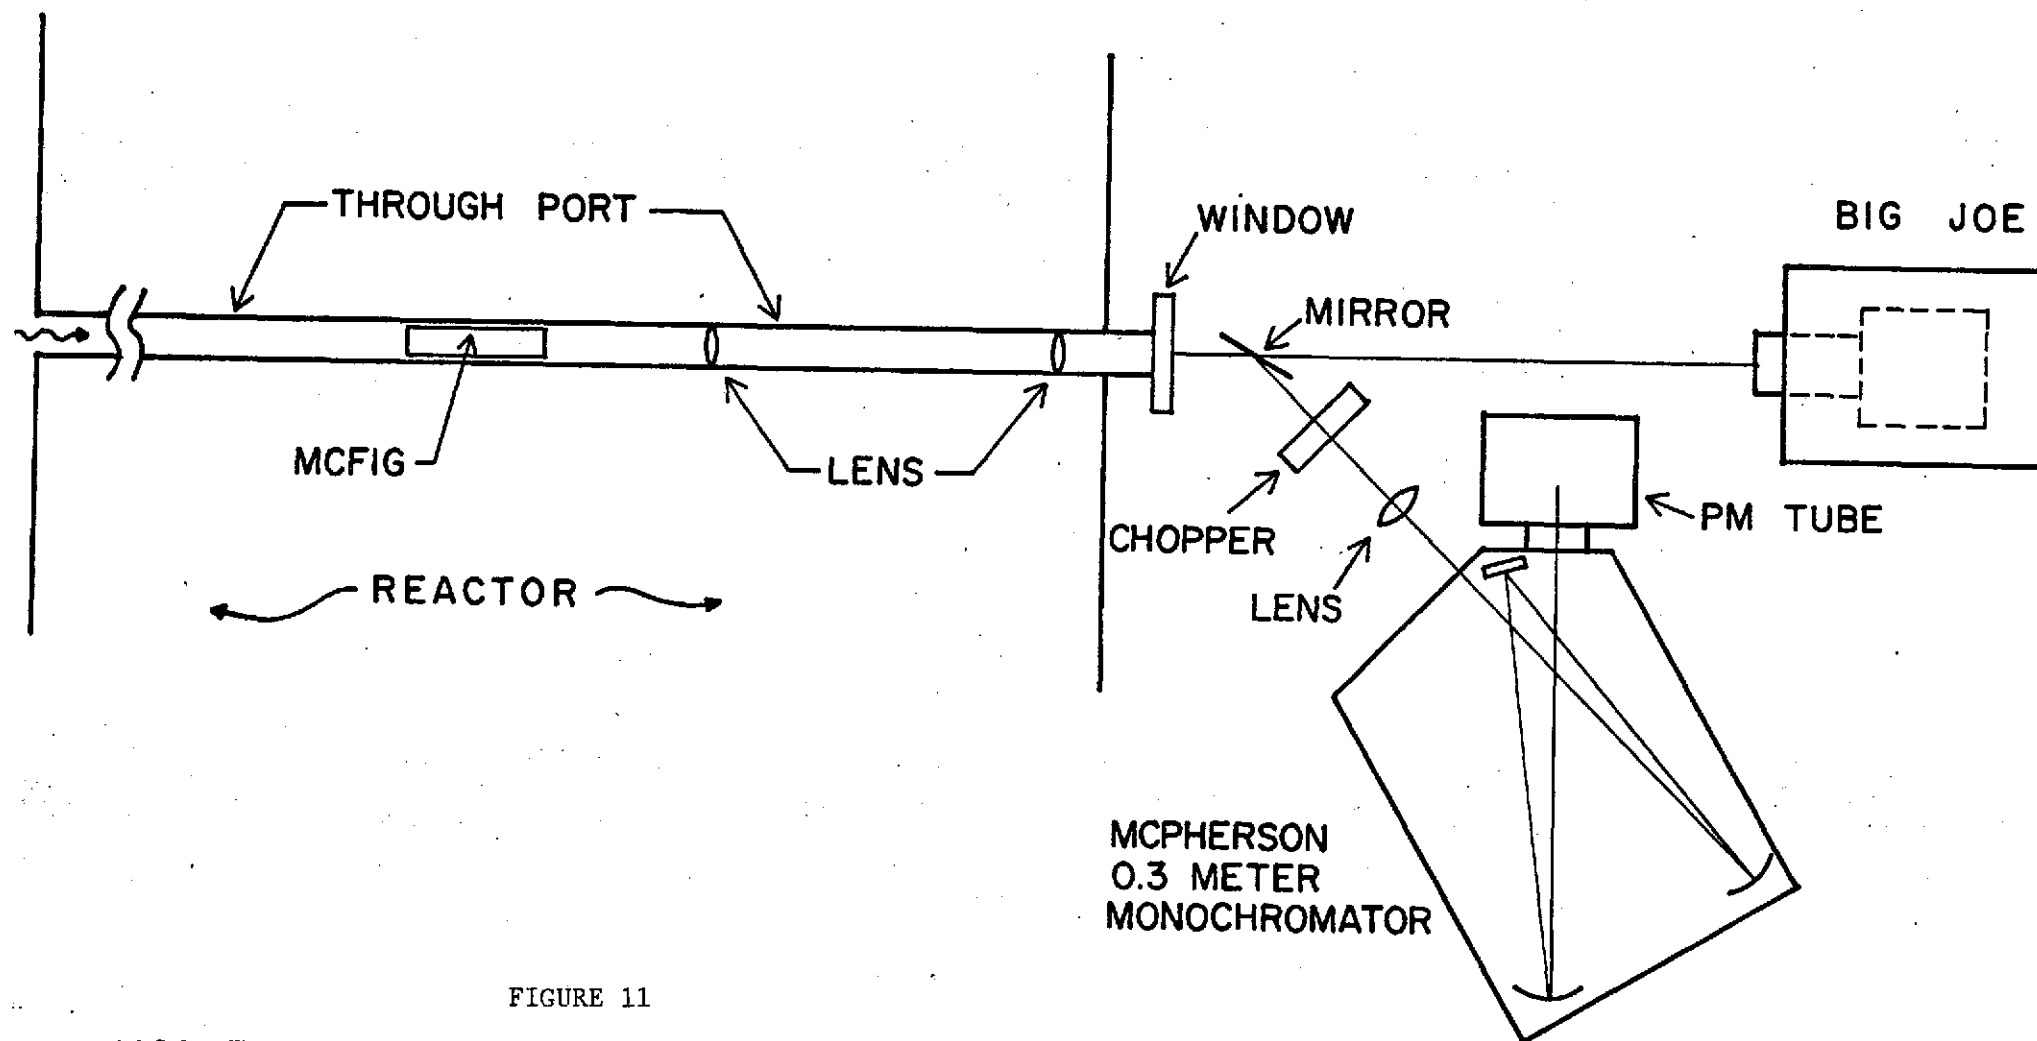 THROUGH PORT
WINDOW
BIG JOE
MIRROR
MCFIG
LENS
CHOPPER
PM TUBE
REACTOR
LENS
MCPHERSON
0.3 METER
MONOCHROMATOR
FIGURE 11